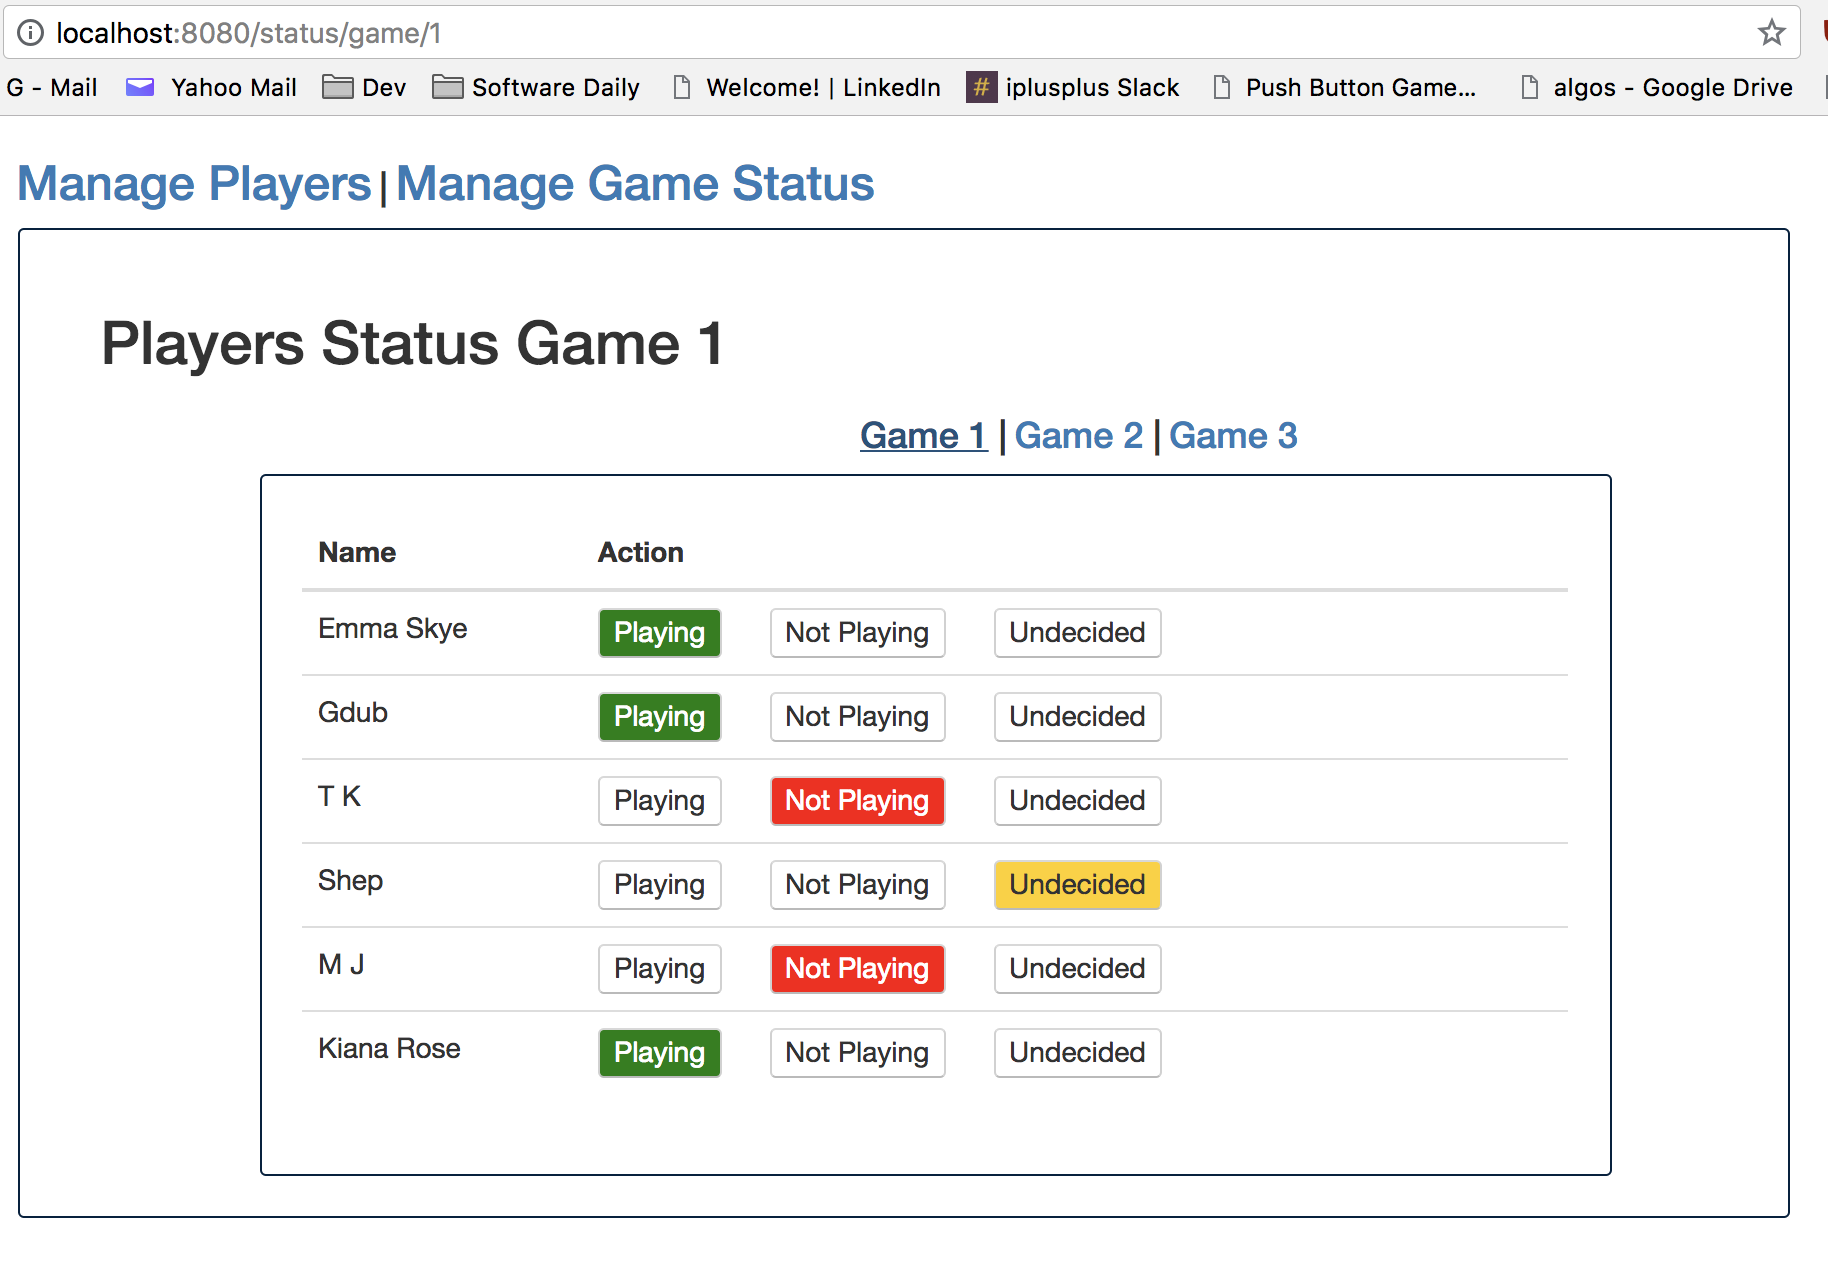 localhost:8080/status/game/1
G - Mail Yahoo Mail Dev Software Daily Welcome! | LinkedIn # iplusplus Slack Push Button Game... algos - Google Drive
Manage Players | Manage Game Status
Players Status Game 1
Game 1 | Game 2 | Game 3
Name Action
Emma Skye Playing Not Playing Undecided
Gdub Playing Not Playing Undecided
T K Playing Not Playing Undecided
Shep Playing Not Playing Undecided
M J Playing Not Playing Undecided
Kiana Rose Playing Not Playing Undecided